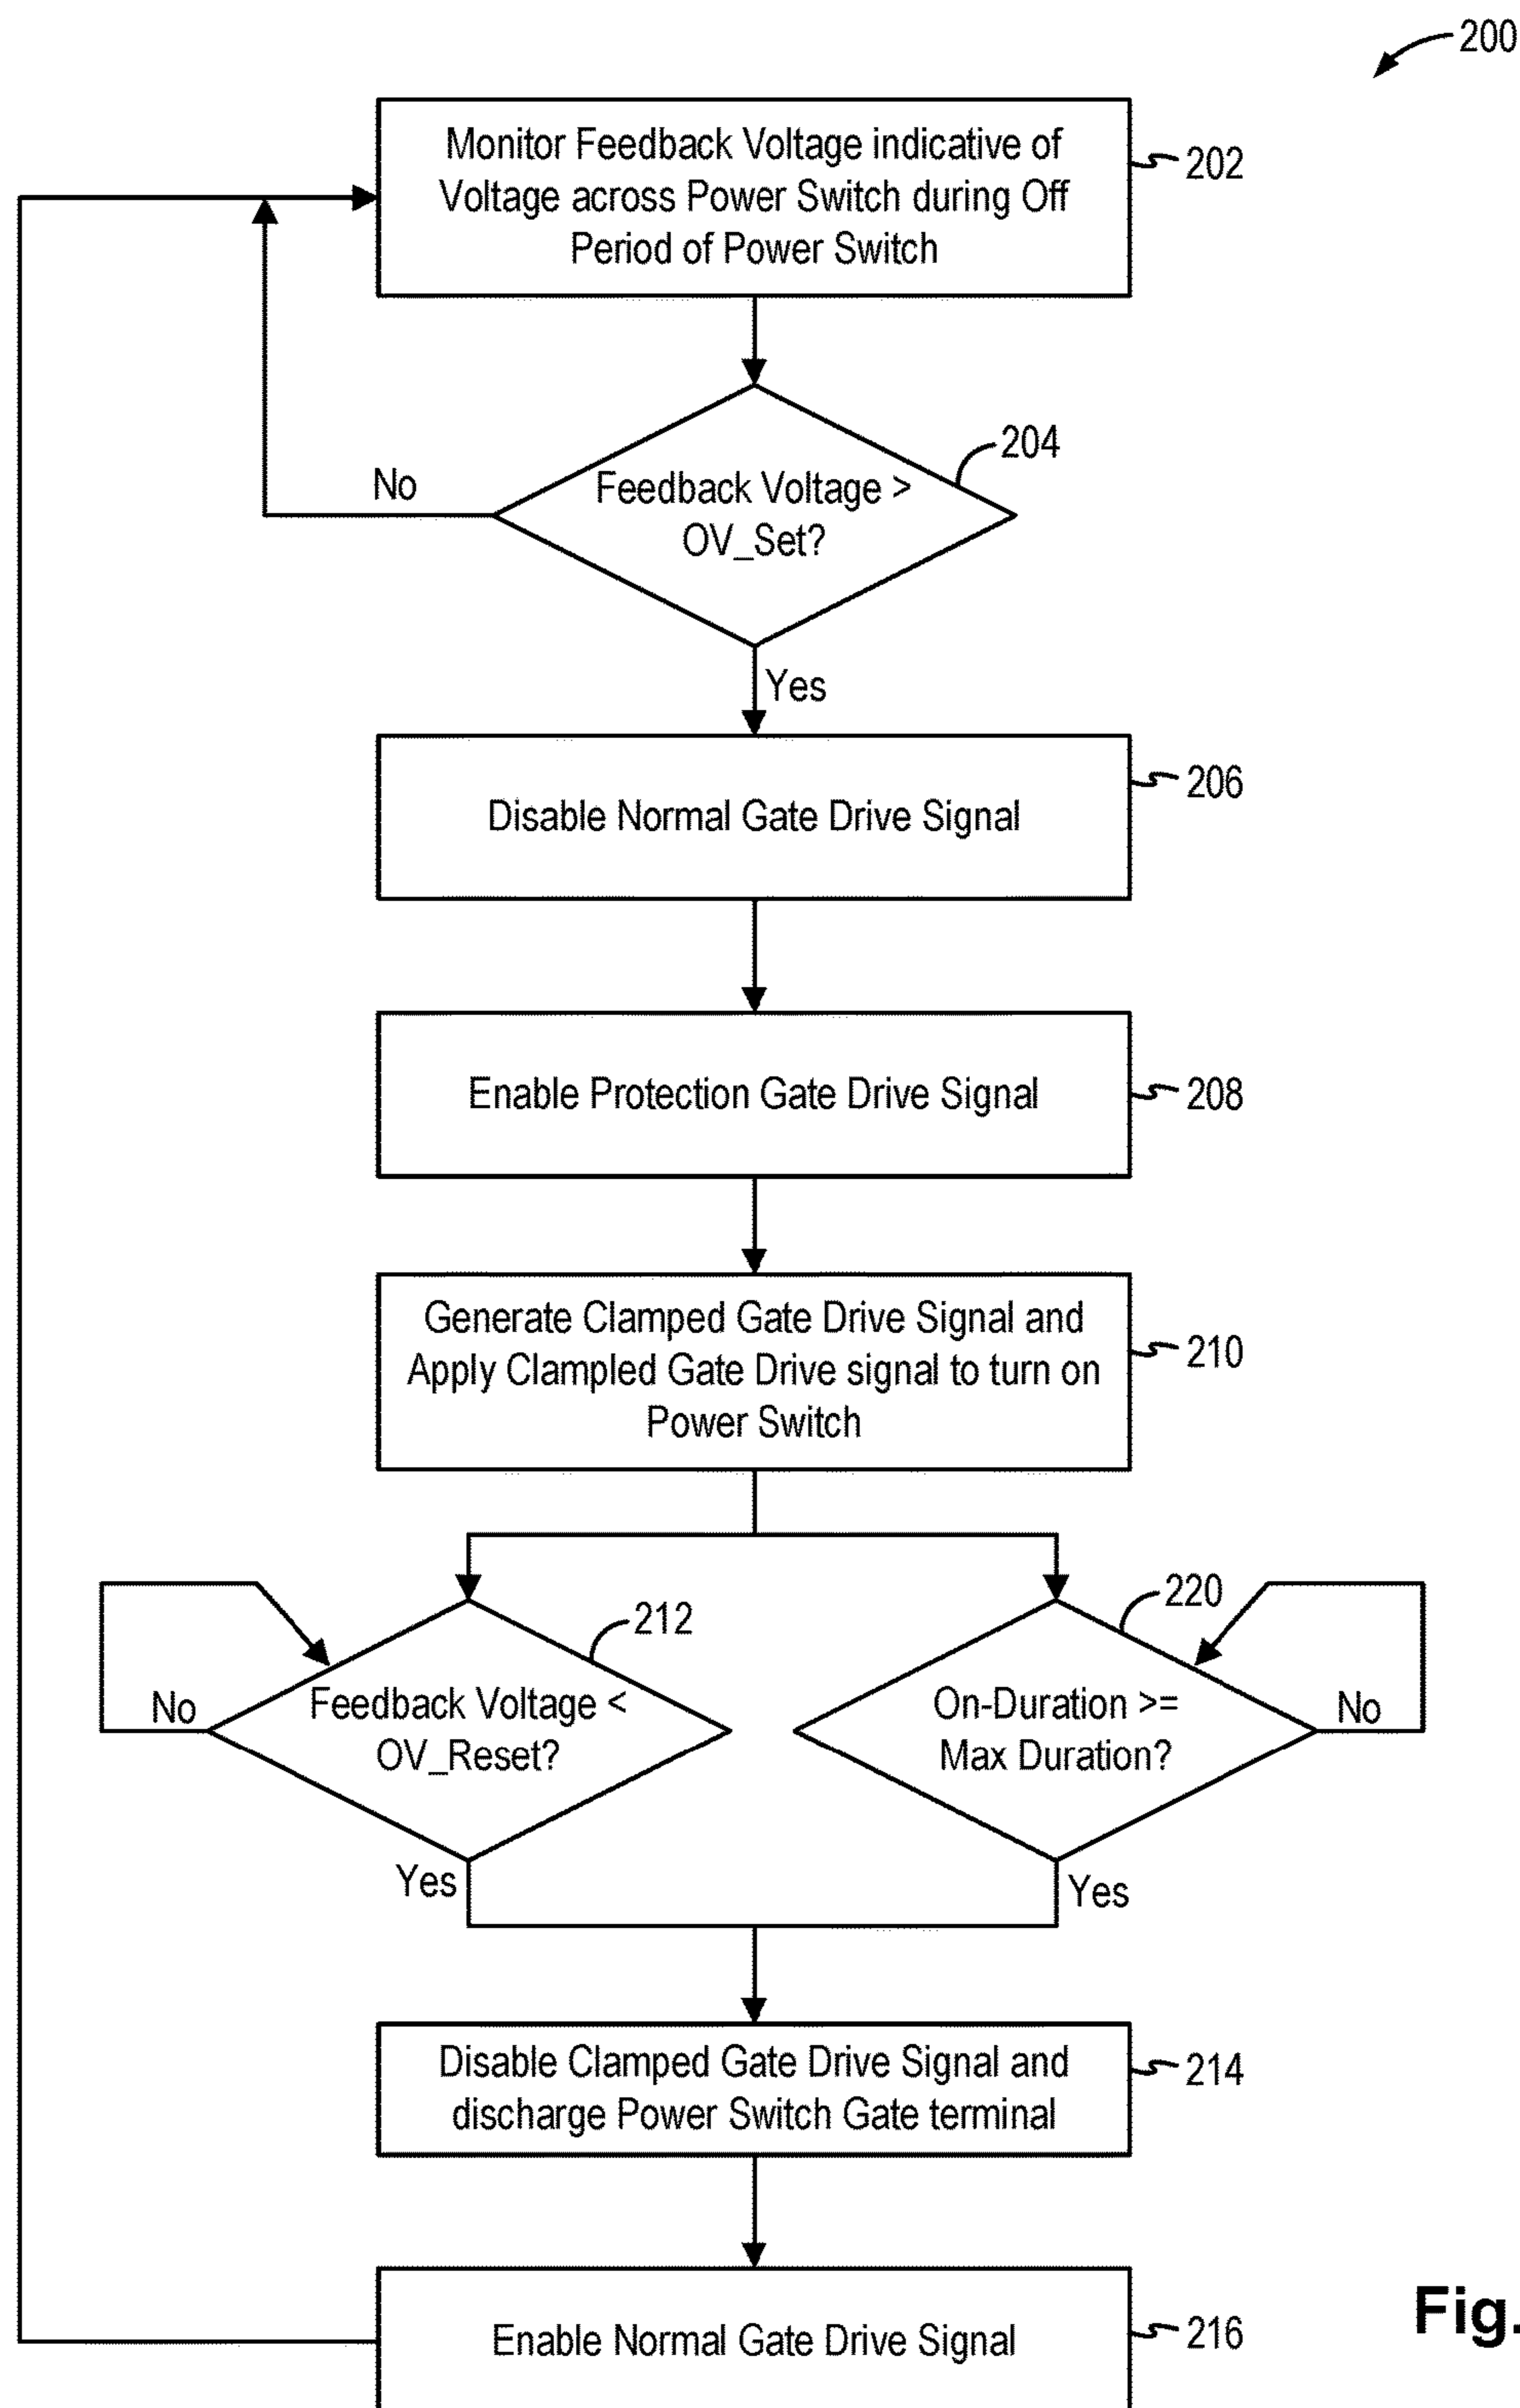 200
Monitor Feedback Voltage indicative of
Voltage across Power Switch during Off
Period of Power Switch
202
204
No
Feedback Voltage >
OV_Set?
Yes
Disable Normal Gate Drive Signal
206
Enable Protection Gate Drive Signal
208
Generate Clamped Gate Drive Signal and
Apply Clampled Gate Drive signal to turn on
Power Switch
210
212
220
No
Feedback Voltage <
OV_Reset?
On-Duration >=
Max Duration?
No
Yes
Yes
Disable Clamped Gate Drive Signal and
discharge Power Switch Gate terminal
214
Enable Normal Gate Drive Signal
216
Fig.